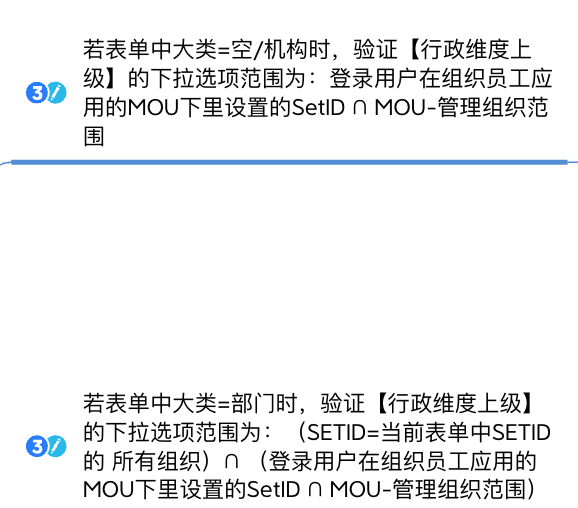 若表单中大类=空/机构时，验证【行政维度上
级】的下拉选项范围为：登录用户在组织员工应
用的MOU下里设置的SetID ∩ MOU-管理组织范
围
3
若表单中大类=部门时，验证【行政维度上级】
的下拉选项范围为：（SETID=当前表单中SETID
的 所有组织）∩ （登录用户在组织员工应用的
MOU下里设置的SetID ∩ MOU-管理组织范围）
3